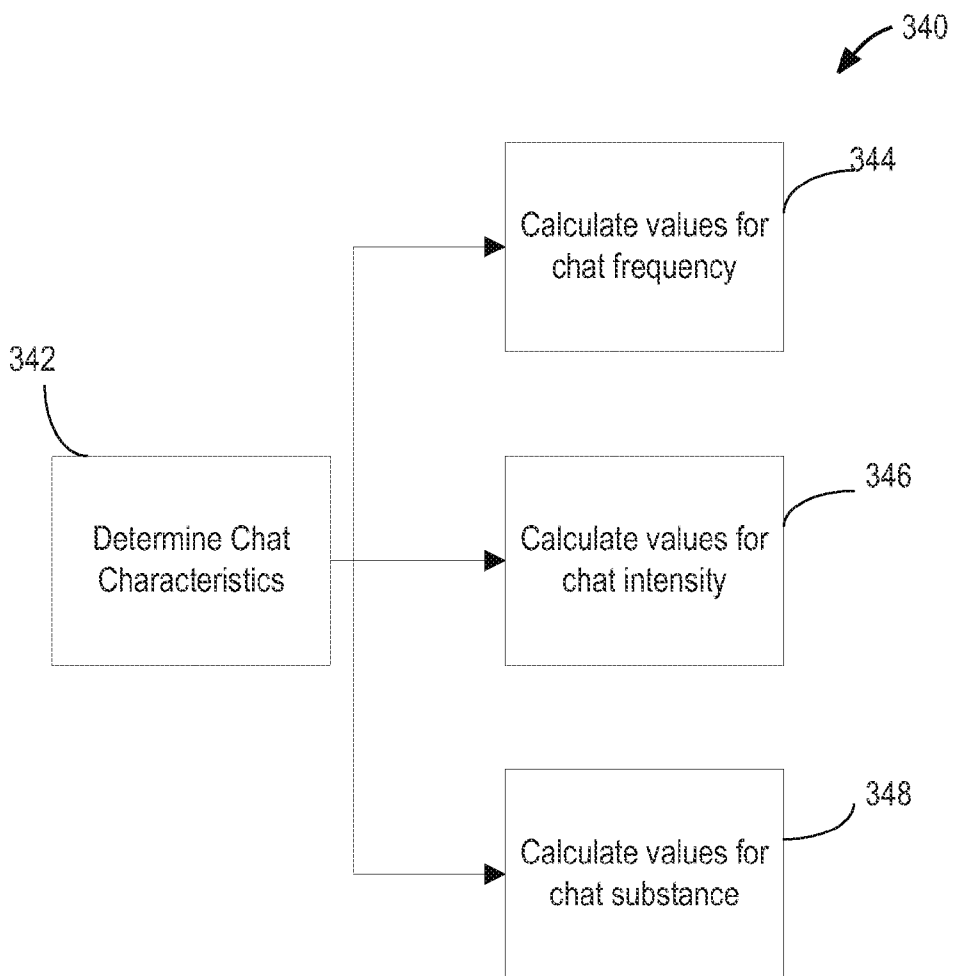 340
344
Calculate values for
chat frequency
342
346
Determine Chat
Characteristics
Calculate values for
chat intensity
348
Calculate values for
chat substance